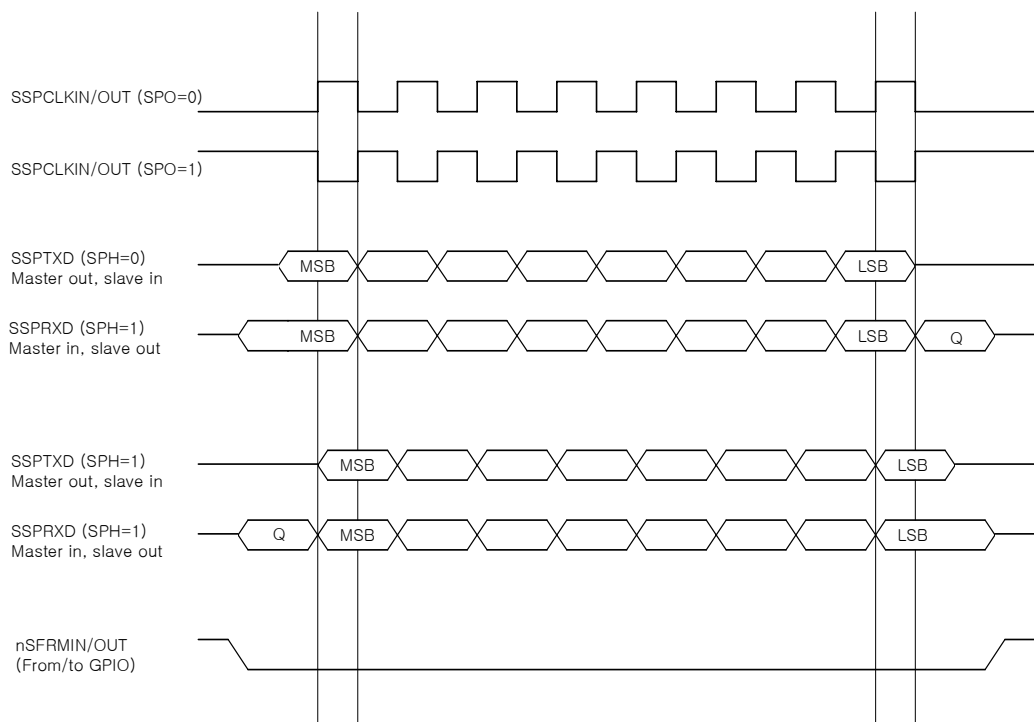 SSPCLKIN/OUT (SPO=0)
SSPCLKIN/OUT (SPO=1)
SSPTXD (SPH=0)
Master out, slave in
MSB
LSB
SSPRXD (SPH=1)
Master in, slave out
MSB
LSB
Q
SSPTXD (SPH=1)
Master out, slave in
MSB
LSB
SSPRXD (SPH=1)
Master in, slave out
Q
MSB
LSB
nSFRMIN/OUT
(From/to GPIO)